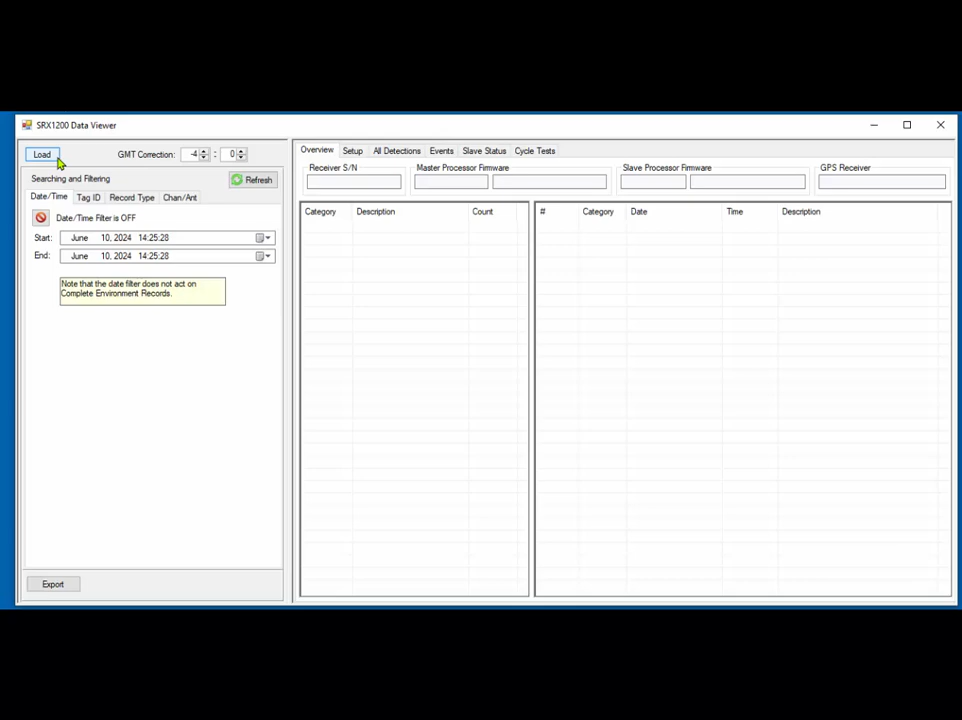 SRX1200 Data Viewer
Load
GMT Correction: -4 : 0
Searching and Filtering
Refresh
Date/Time Tag ID Record Type Chan/Ant
Date/Time Filter is OFF
Start: June 10, 2024 14:25:28
End: June 10, 2024 14:25:28
Note that the date filter does not act on
Complete Environment Records.
Export
Overview Setup All Detections Events Slave Status Cycle Tests
Receiver S/N Master Processor Firmware Slave Processor Firmware GPS Receiver
Category Description Count
# Category Date Time Description